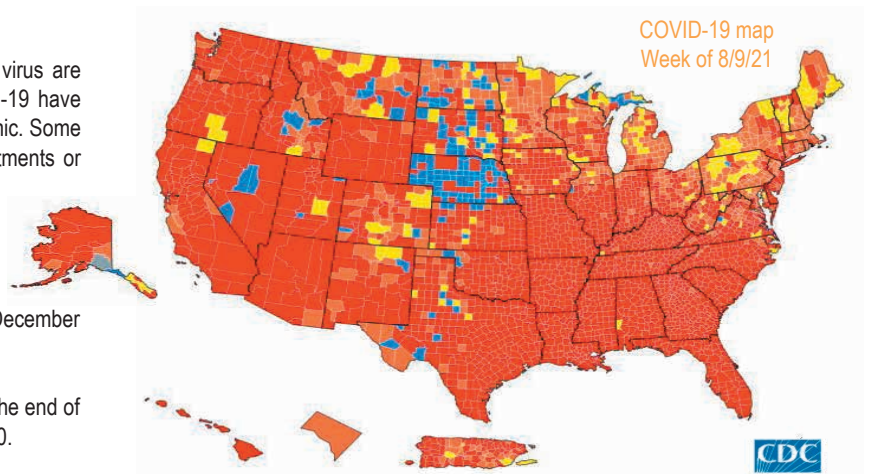 virus are
-19 have
nic. Some
tments or
December
he end of
0.
COVID-19 map
Week of 8/9/21
CDC